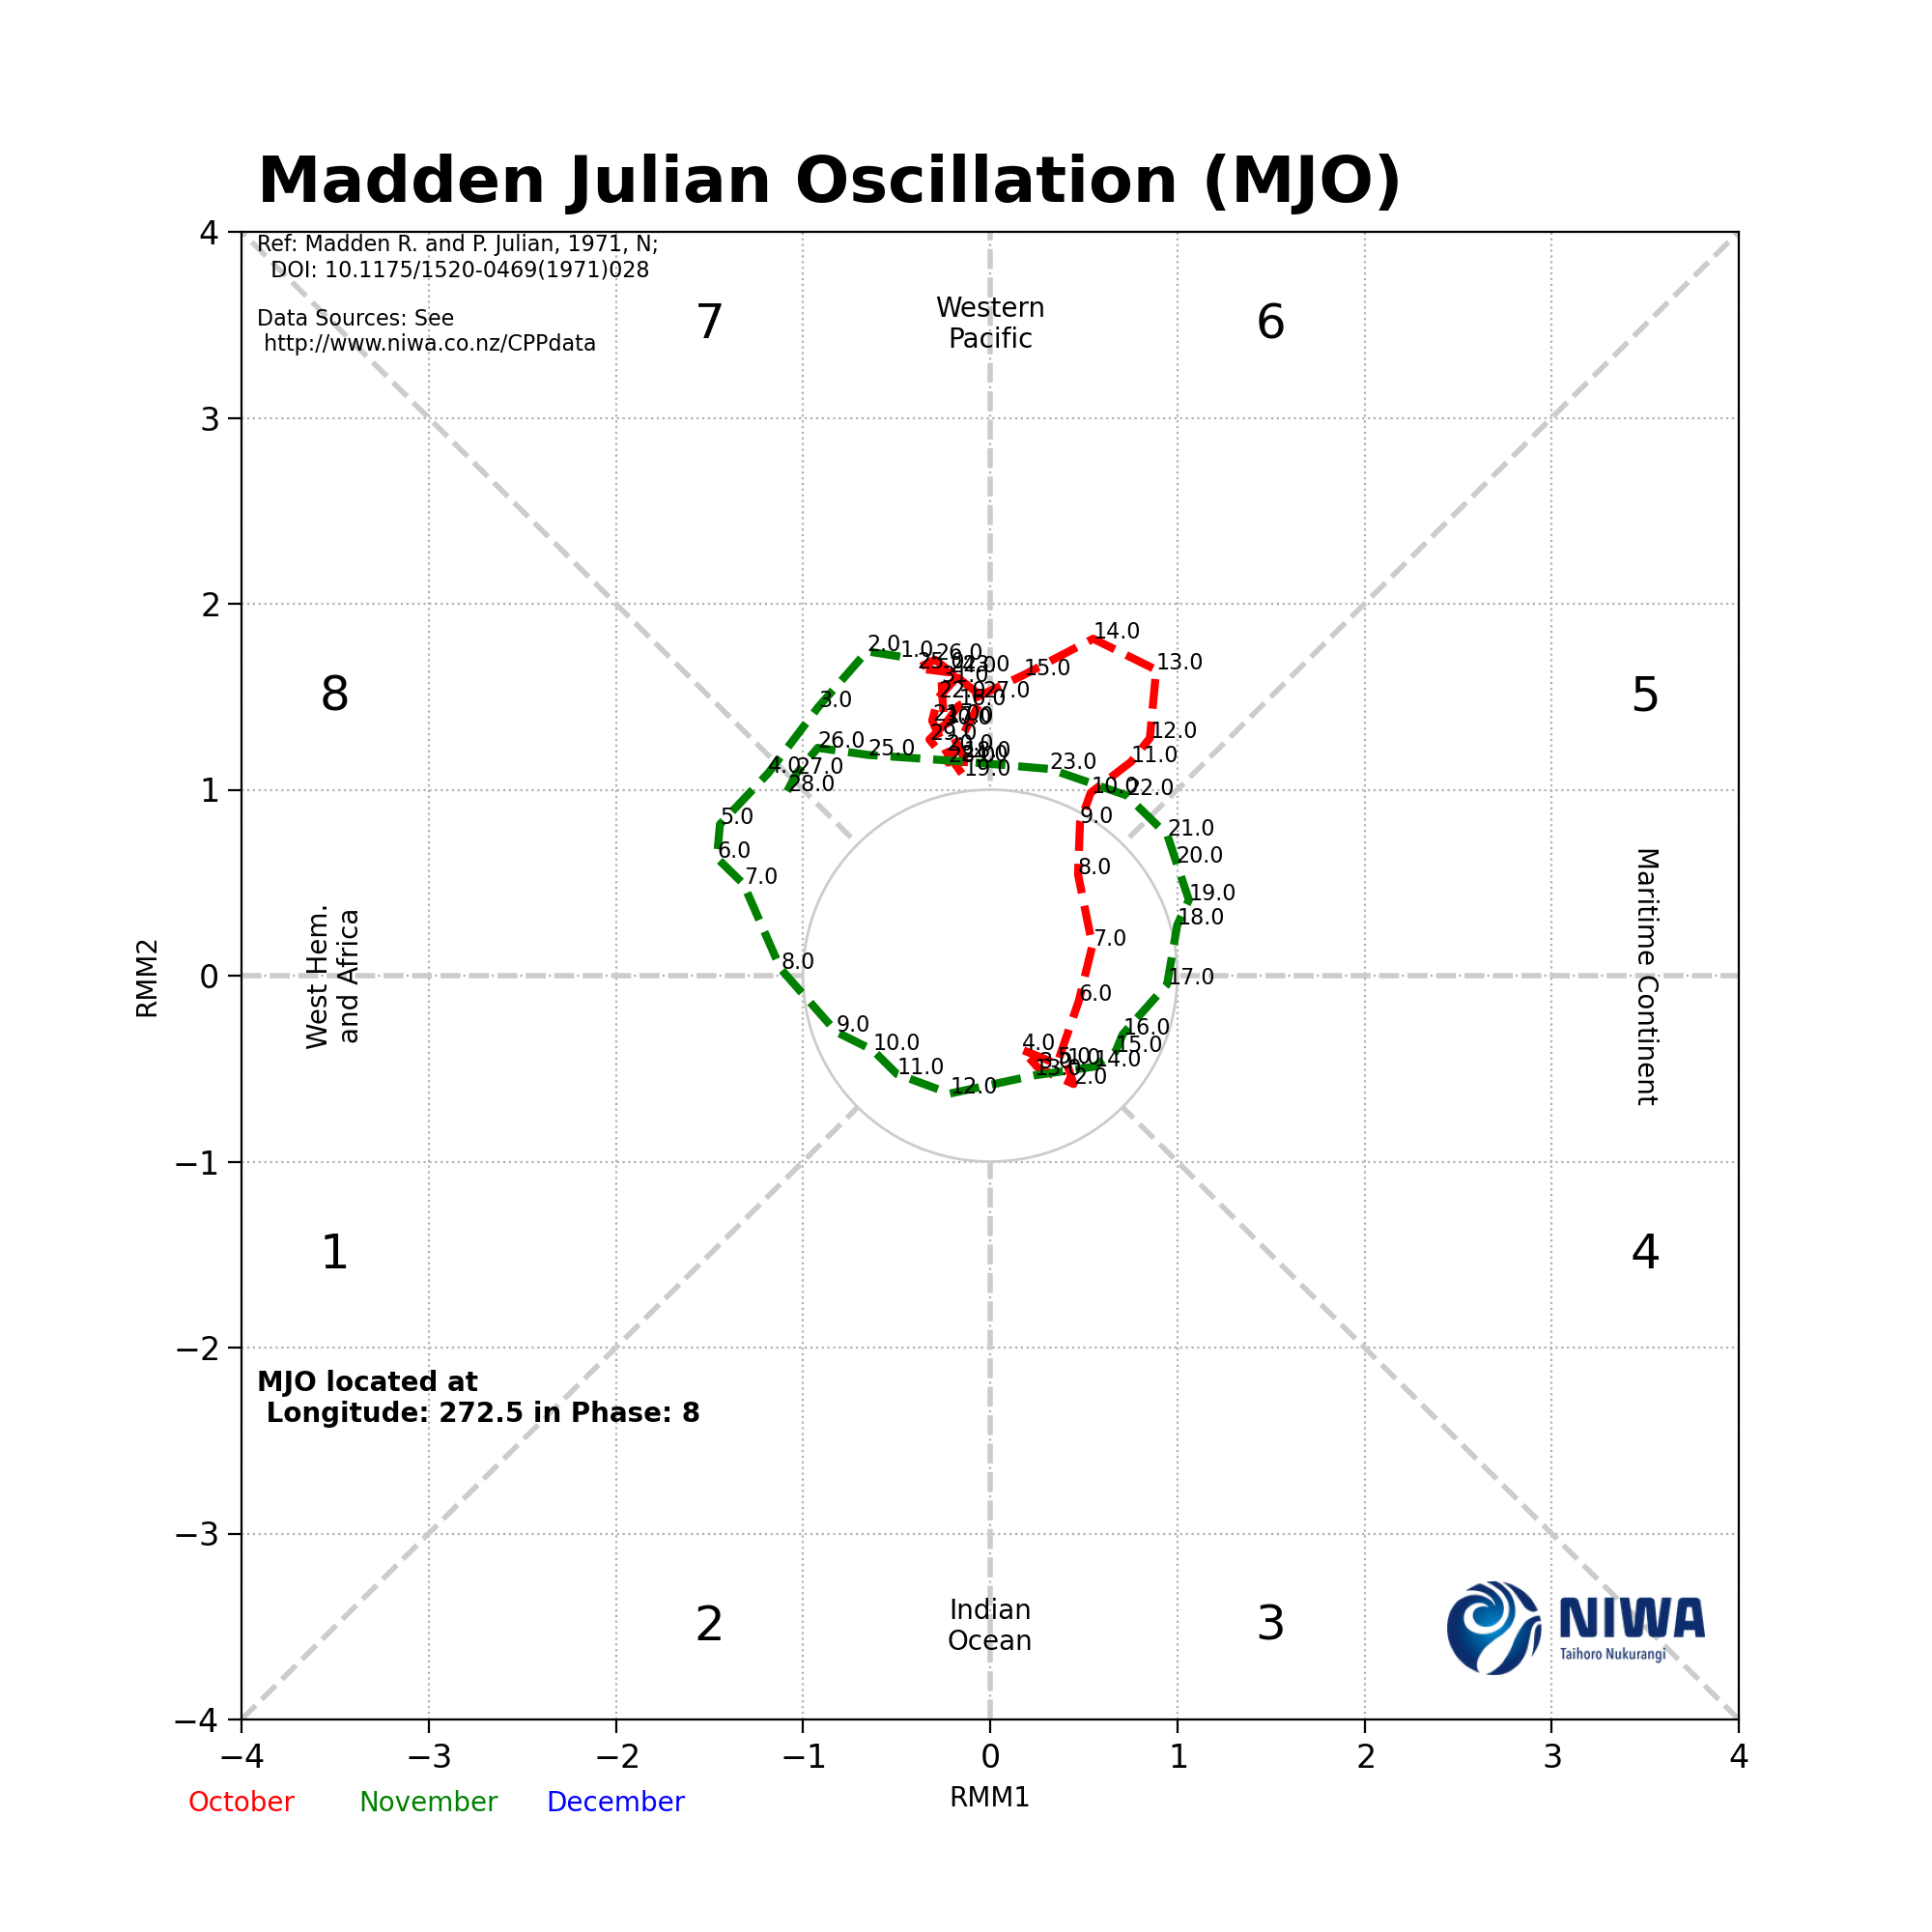 Madden Julian Oscillation (MJO)
Ref: Madden R. and P. Julian, 1971, N;
DOI: 10.1175/1520-0469(1971)028
Data Sources: See
http://www.niwa.co.nz/CPPdata
7
Western
Pacific
6
8
5
West Hem.
and Africa
Maritime Continent
1
4
2
Indian
Ocean
3
MJO located at
Longitude: 272.5 in Phase: 8
RMM2
4
3
2
1
0
−1
−2
−3
−4
−4 −3 −2 −1 0 1 2 3 4
RMM1
October November December
NIWA
Taihoro Nukurangi
14.0
13.0
15.0
12.0
11.0
10.0
9.0
8.0
7.0
6.0
4.0
2.0
2.0
1.0
26.0
27.0
19.0
3.0
4.0
5.0
6.0
7.0
8.0
9.0
10.0
11.0
12.0
13.0
14.0
15.0
16.0
17.0
18.0
19.0
20.0
21.0
22.0
23.0
25.0
26.0
27.0
28.0